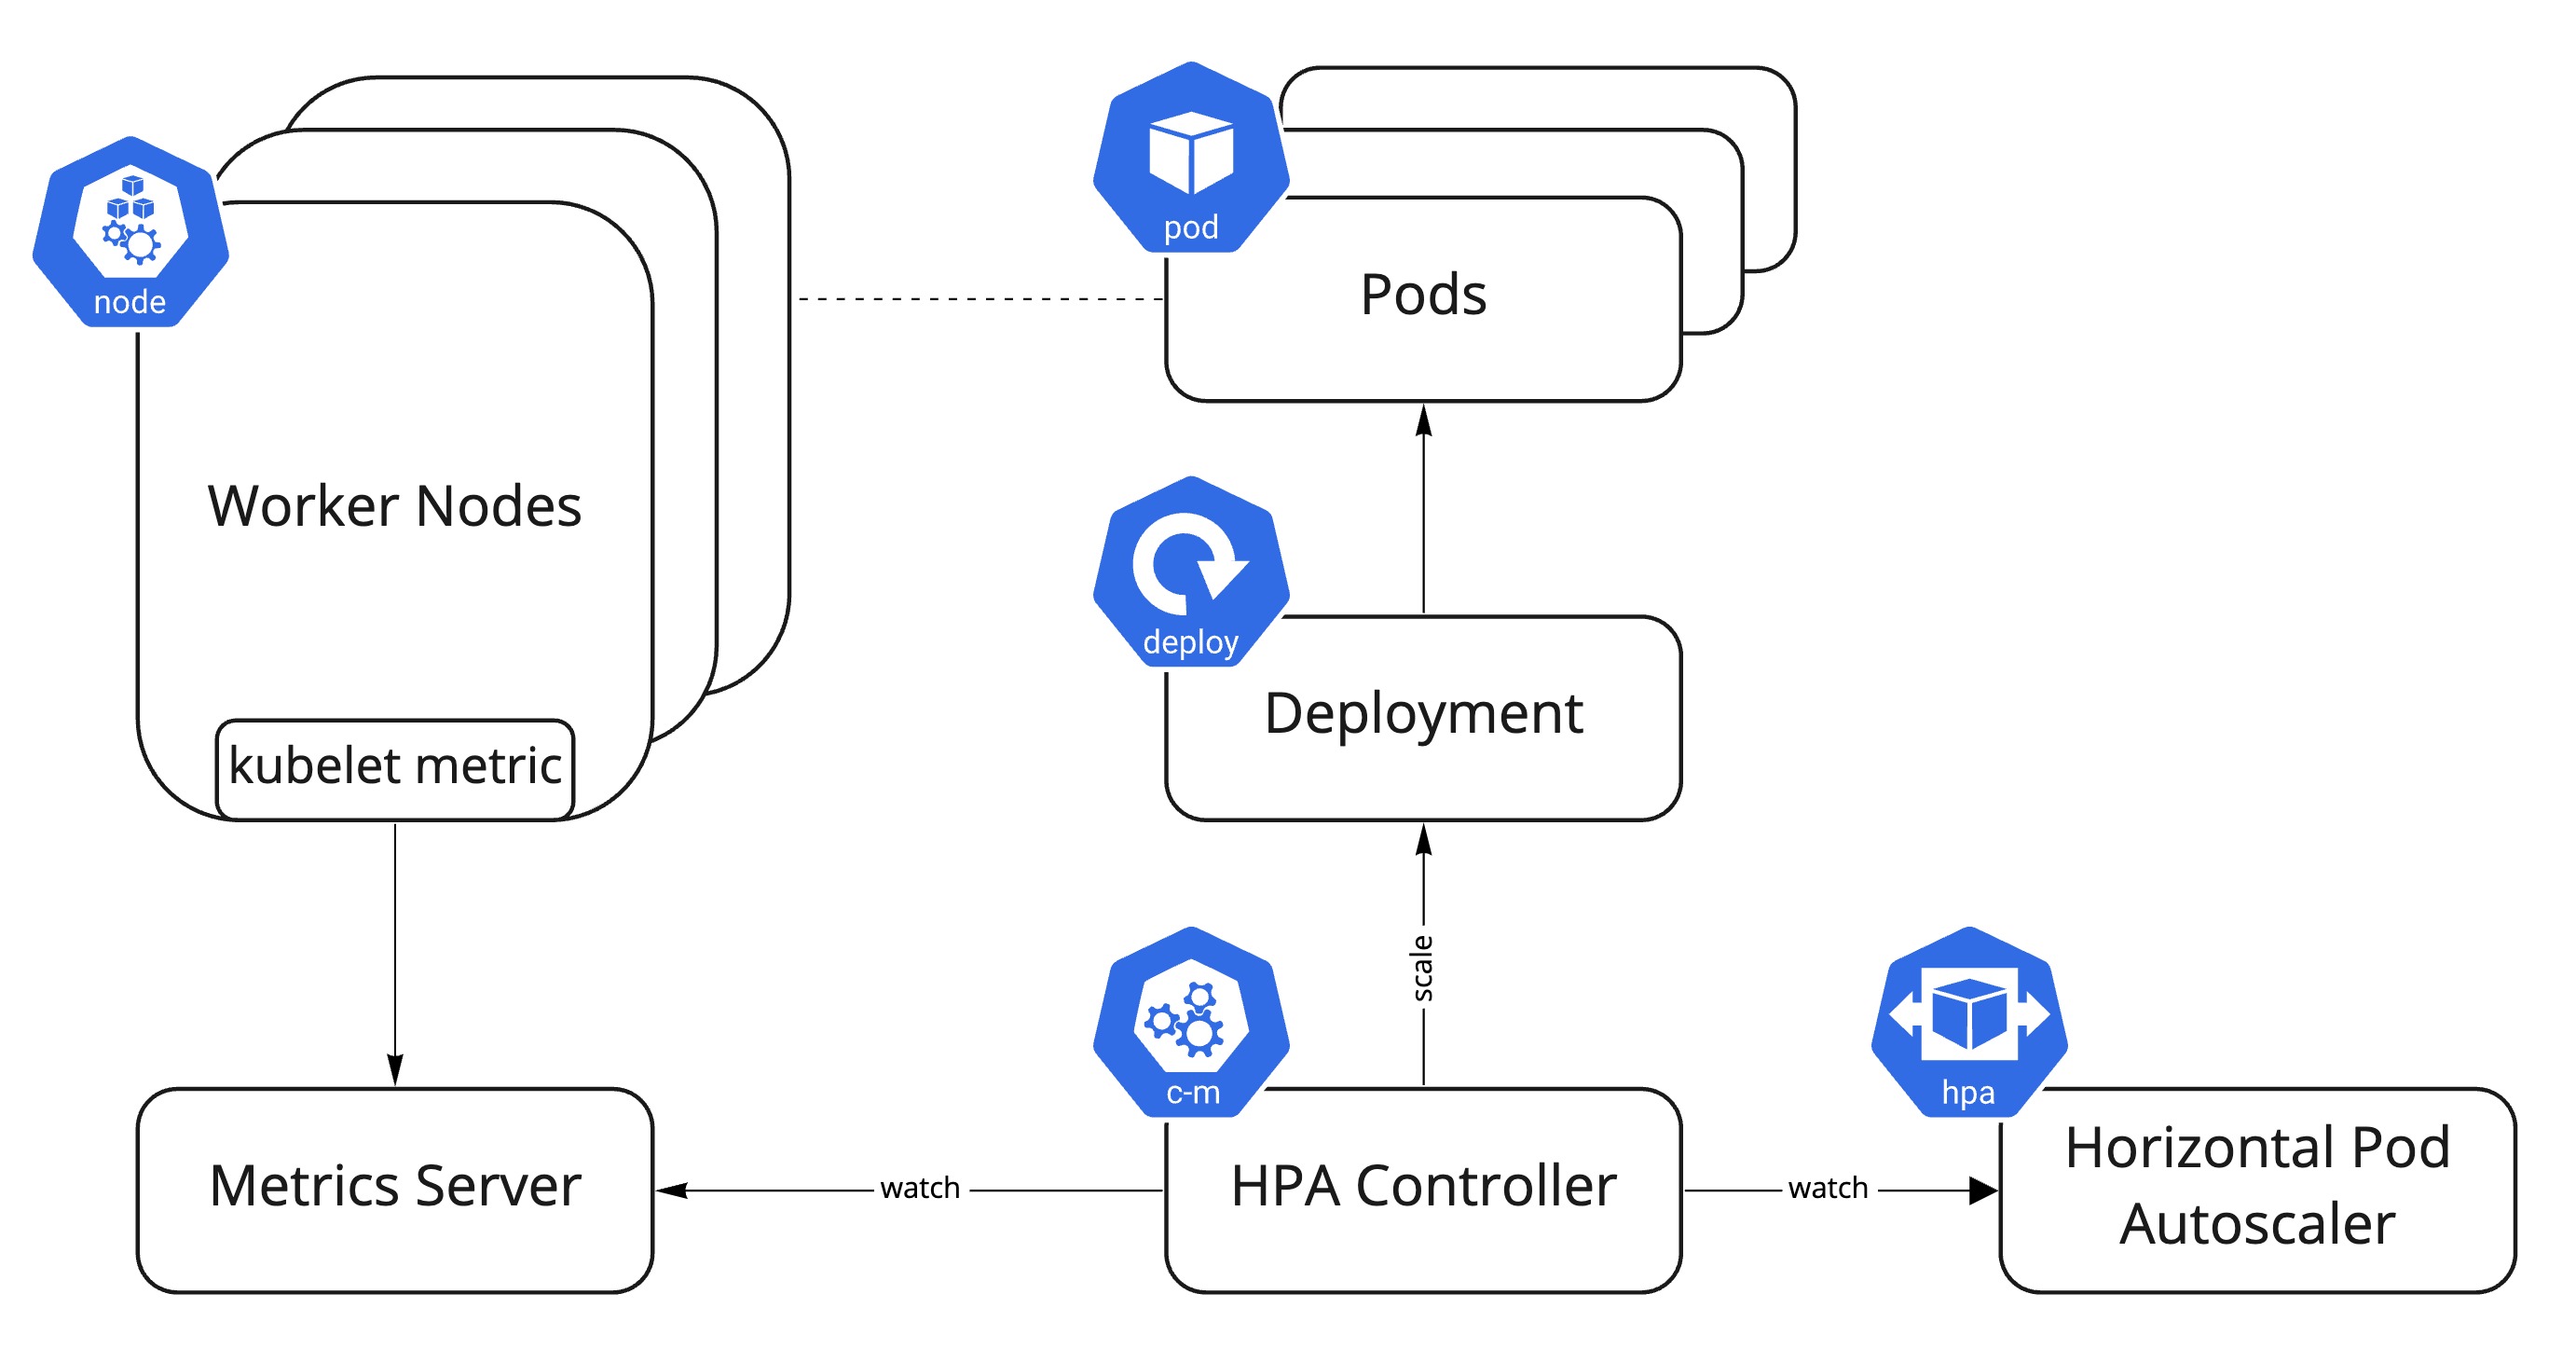 node
Worker Nodes
kubelet metric
pod
Pods
deploy
Deployment
scale
Metrics Server
watch
c-m
HPA Controller
watch
hpa
Horizontal Pod
Autoscaler